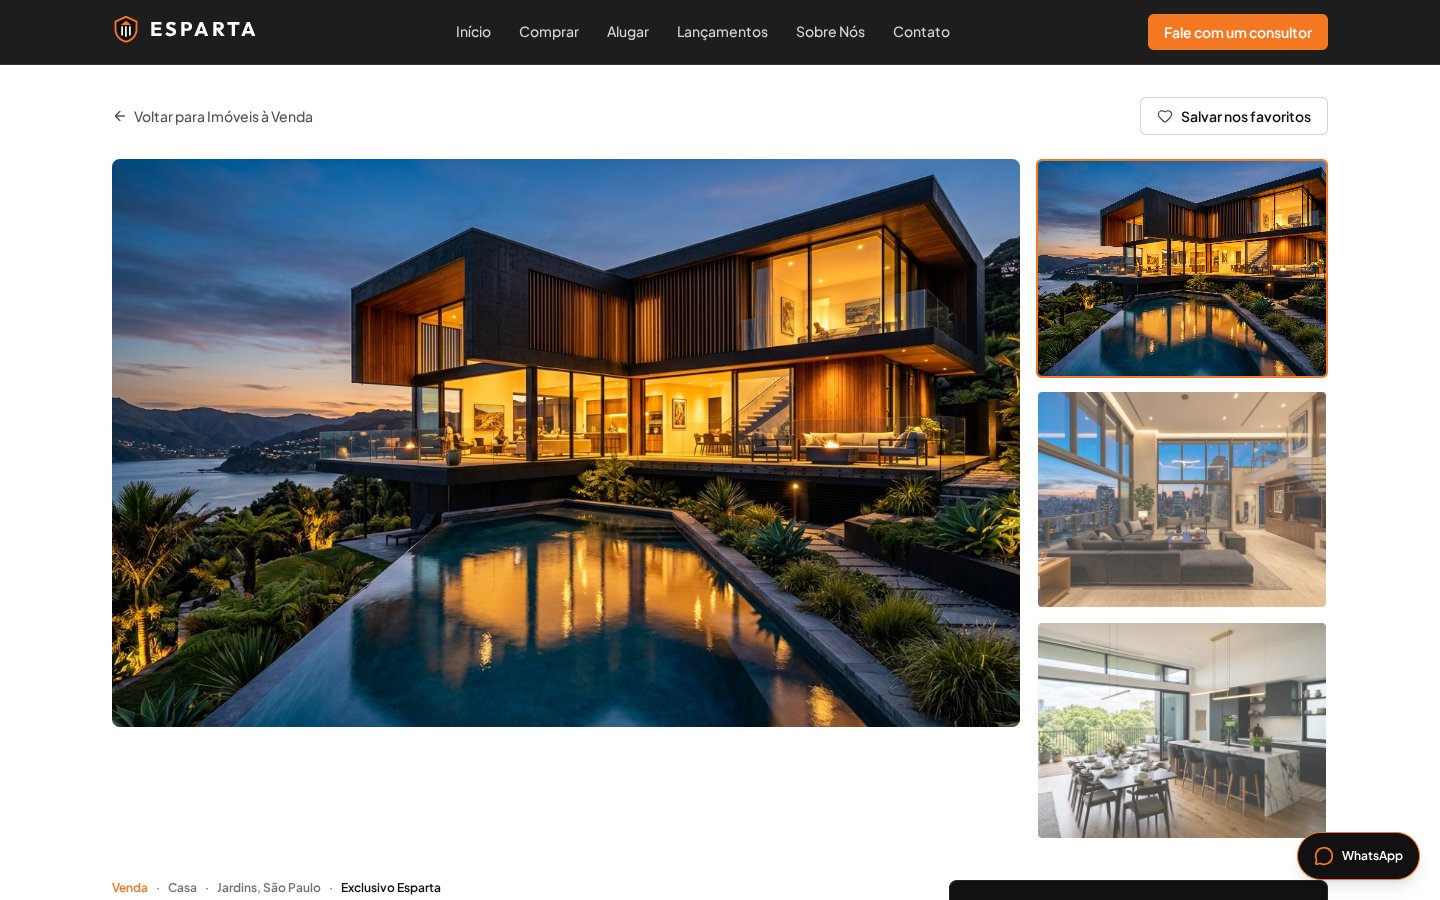 ESPARTA
Início
Comprar
Alugar
Lançamentos
Sobre Nós
Contato
Fale com um consultor
Voltar para Imóveis à Venda
Salvar nos favoritos
WhatsApp
Venda · Casa · Jardins, São Paulo · Exclusivo Esparta